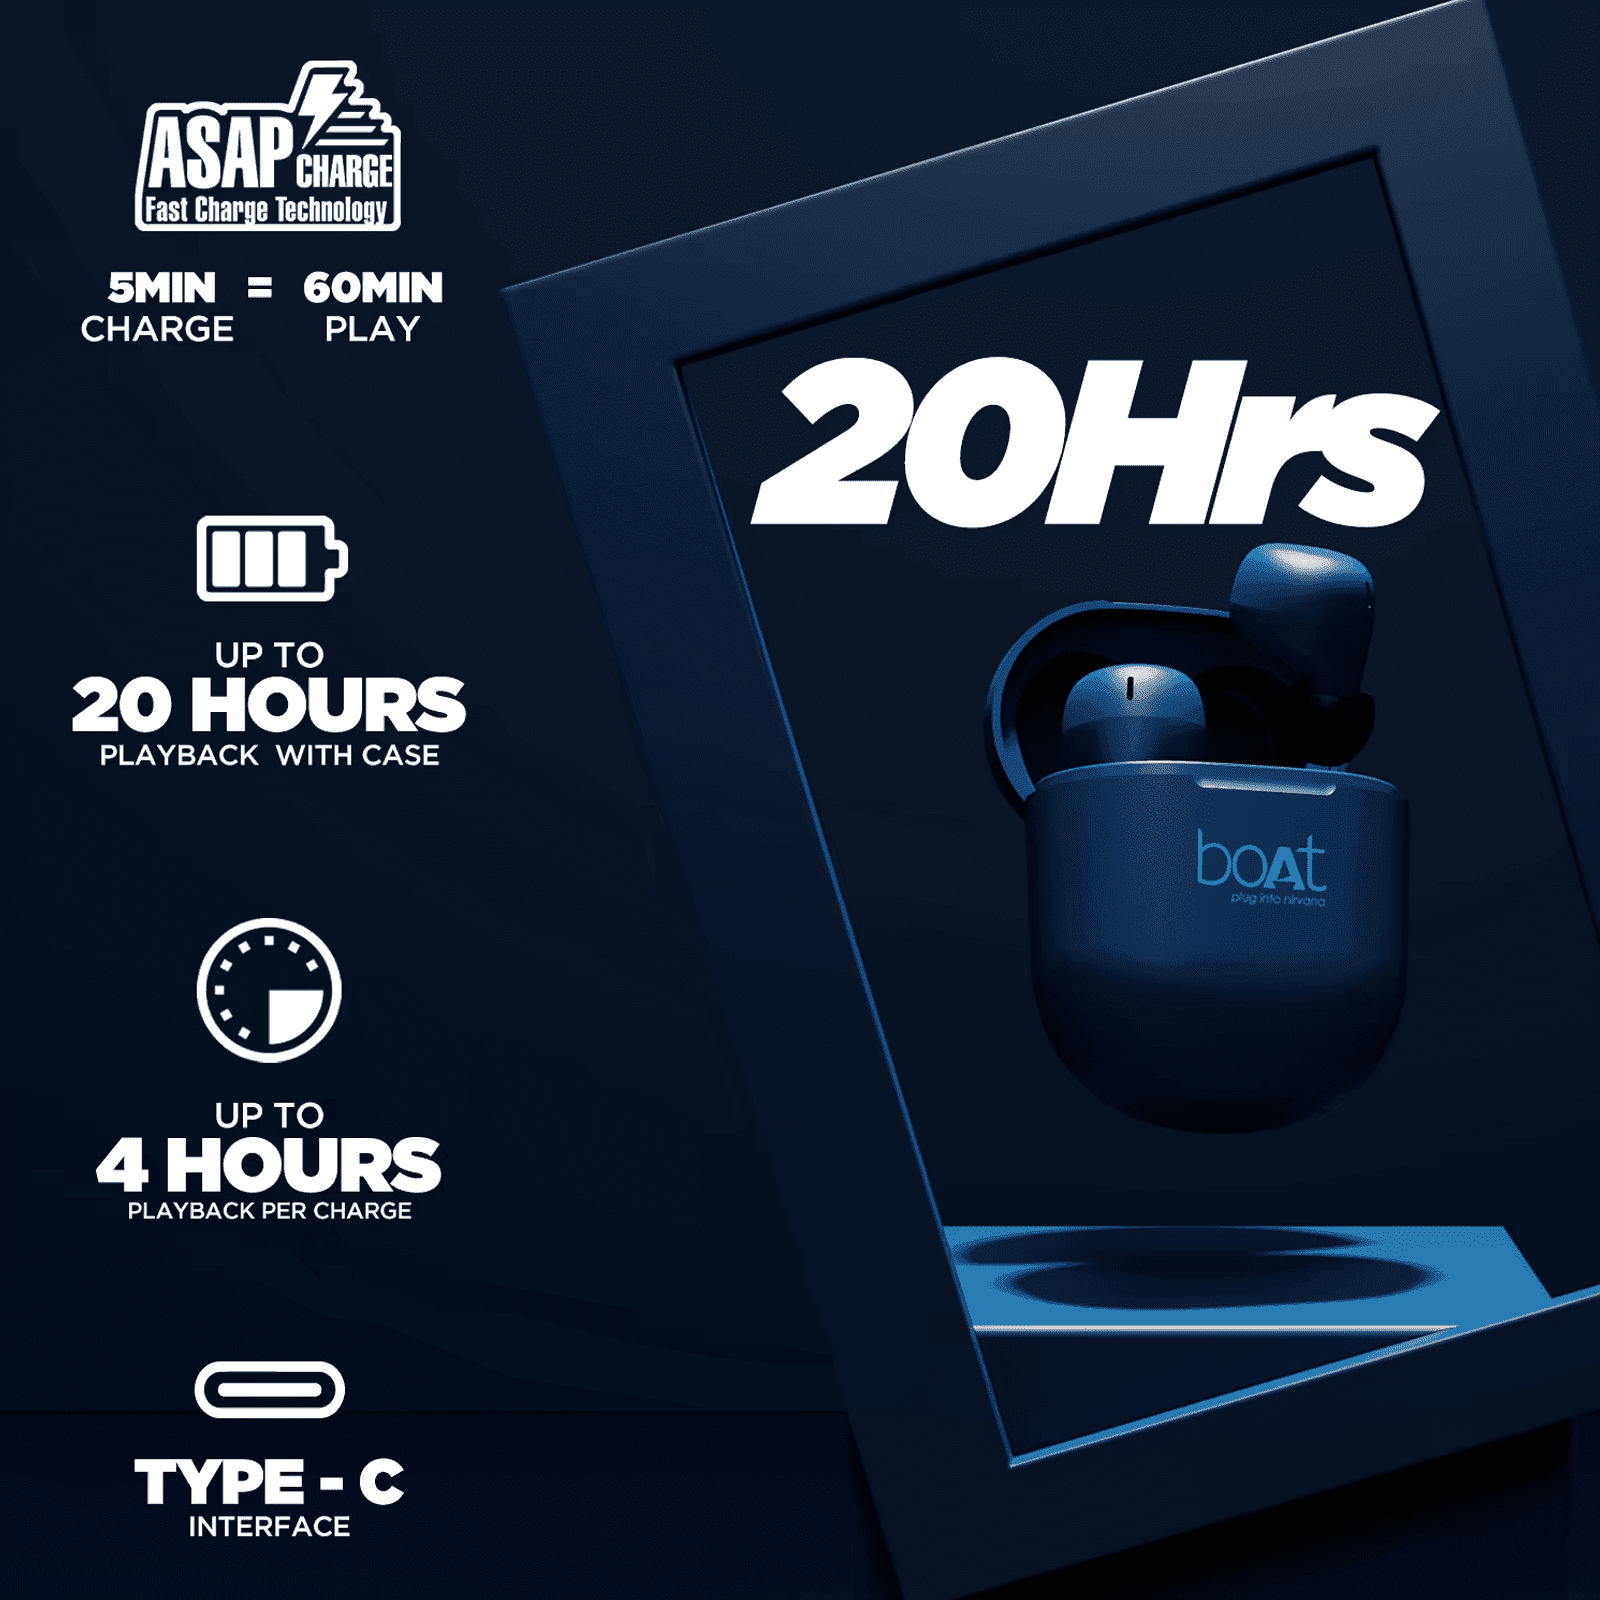 ASAP CHARGE
Fast Charge Technology
5MIN = 60MIN
CHARGE PLAY
UP TO
20 HOURS
PLAYBACK WITH CASE
UP TO
4 HOURS
PLAYBACK PER CHARGE
TYPE - C
INTERFACE
20Hrs
boAt
plug into nirvana